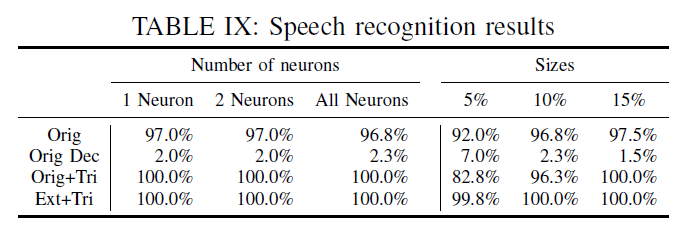 TABLE IX: Speech recognition results
Number of neurons Sizes
1 Neuron 2 Neurons All Neurons 5% 10% 15%
Orig 97.0% 97.0% 96.8% 92.0% 96.8% 97.5%
Orig Dec 2.0% 2.0% 2.3% 7.0% 2.3% 1.5%
Orig+Tri 100.0% 100.0% 100.0% 82.8% 96.3% 100.0%
Ext+Tri 100.0% 100.0% 100.0% 99.8% 100.0% 100.0%